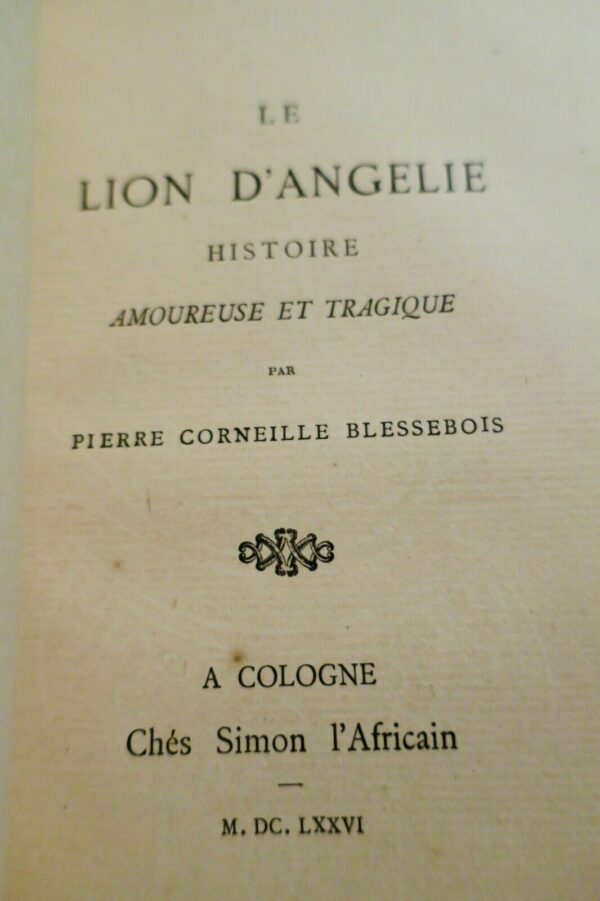 LE
LION D'ANGELIE
HISTOIRE
AMOUREUSE ET TRAGIQUE
PAR
PIERRE CORNEILLE BLESSEBOIS
A COLOGNE
Chés Simon l'Africain
—
M. DC. LXXVI